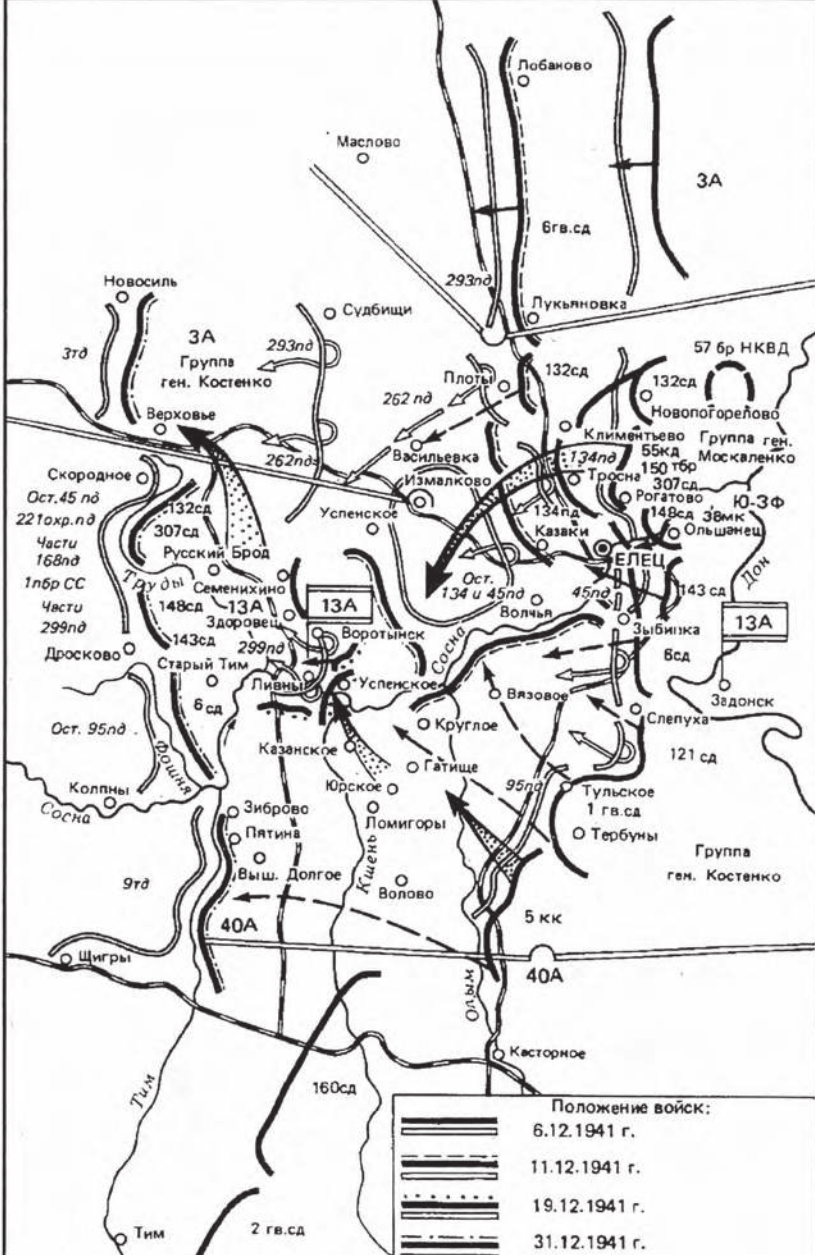 Лобаново
Маслово
3А
6гв.сд
293пд
Новосиль
Судбищи
Лукьяновка
3А
3тд
Группа
ген. Костенко
293пд
57 бр НКВД
Плоты
132сд
132сд
262 пд
Новопогорелово
Верховье
Климентьево
Группа ген.
Москаленко
Васильевка
134пд
55кд
150 тбр
Скородное
262пд
Измалково
Тросна
307сд
Рогатово
Ю-ЗФ
Ост.45 пд
132сд
134пд
148сд
38мк
221охр.пд
307сд
Успенское
Казаки
Ольшанец
Части
168пд
Русский Брод
ЕЛЕЦ
Дон
Труды
Ост.
134 и 45пд
1пбр СС
Семенихино
45пд
143 сд
Части
299пд
148сд
13А
13А
Волчья
Здоровец
Воротынск
Зыбинка
13А
143сд
299пд
Сосна
6сд
Дросково
Старый Тим
Ливны
Успенское
Вязовое
Задонск
6 сд
Слепуха
Ост. 95пд
Круглое
Казанское
121 сд
Фошня
Гатище
95пд
Колпны
Юрское
Тульское
1 гв.сд
Сосна
Зиброво
Ломигоры
Пятина
Тербуны
Кшень
Выш. Долгое
Группа
ген. Костенко
9тд
Волово
40А
5 кк
Щигры
40А
Олым
Касторное
160сд
Тим
Положение войск:
6.12.1941 г.
11.12.1941 г.
19.12.1941 г.
Тим
2 гв.сд
31.12.1941 г.